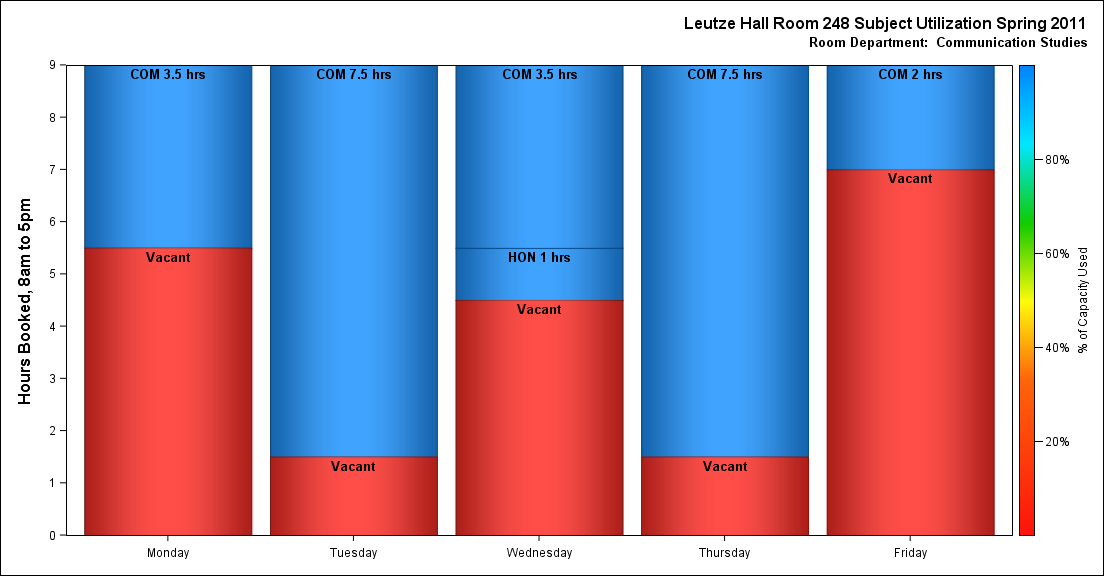 Leutze Hall Room 248 Subject Utilization Spring 2011
Room Department:  Communication Studies
Hours Booked, 8am to 5pm
9
8
7
6
5
4
3
2
1
0
COM 3.5 hrs
Vacant
COM 7.5 hrs
Vacant
COM 3.5 hrs
HON 1 hrs
Vacant
COM 7.5 hrs
Vacant
COM 2 hrs
Vacant
Monday
Tuesday
Wednesday
Thursday
Friday
80%
60%
40%
20%
% of Capacity Used